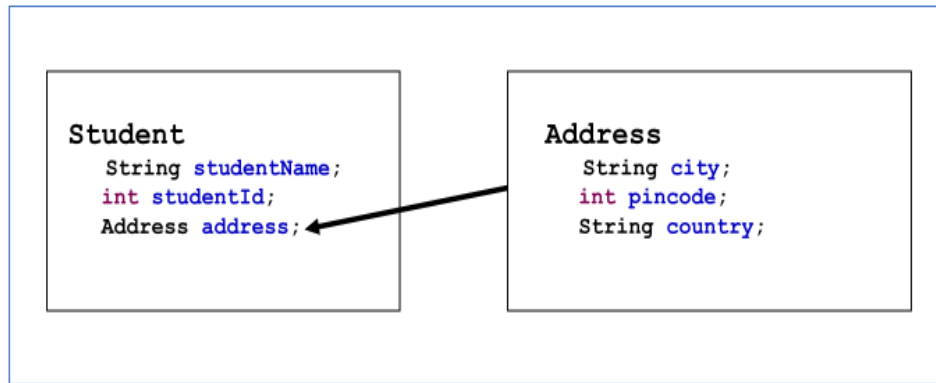 Student
String studentName;
int studentId;
Address address;
Address
String city;
int pincode;
String country;